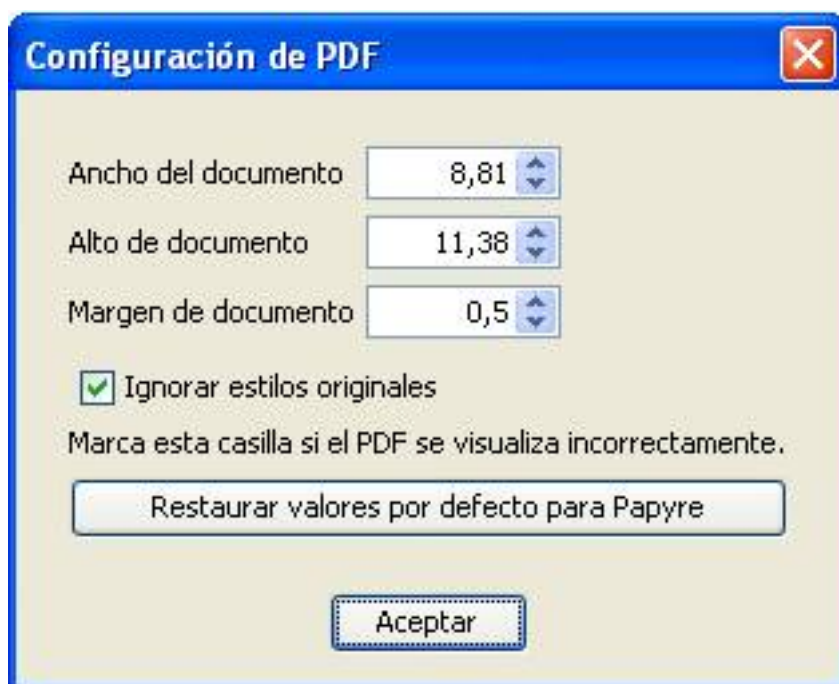 Configuración de PDF
Ancho del documento 8,81
Alto de documento 11,38
Margen de documento 0,5
Ignorar estilos originales
Marca esta casilla si el PDF se visualiza incorrectamente.
Restaurar valores por defecto para Papyre
Aceptar